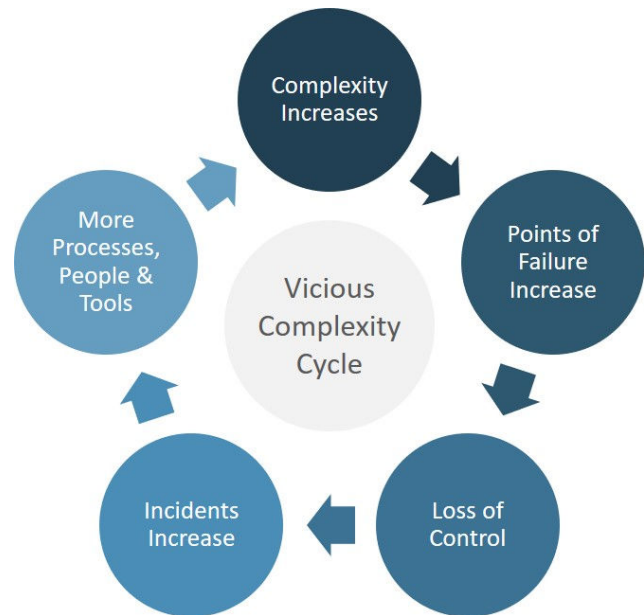 Complexity
Increases
Points of
Failure
Increase
Loss of
Control
Incidents
Increase
More
Processes,
People &
Tools
Vicious
Complexity
Cycle